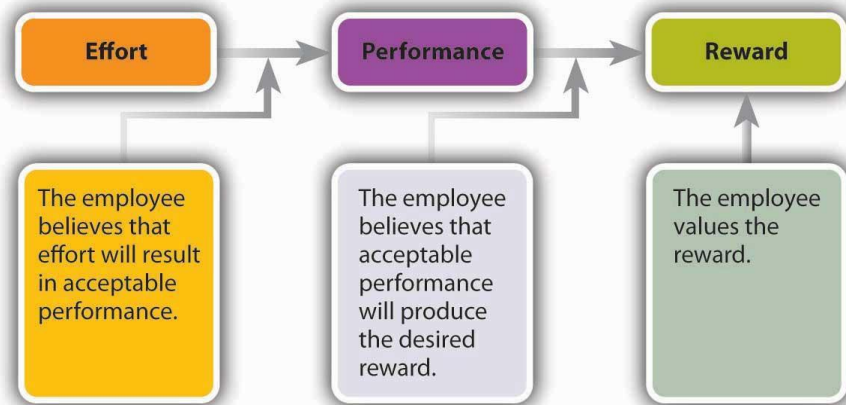 Effort
Performance
Reward
The employee
believes that
effort will result
in acceptable
performance.
The employee
believes that
acceptable
performance
will produce
the desired
reward.
The employee
values the
reward.